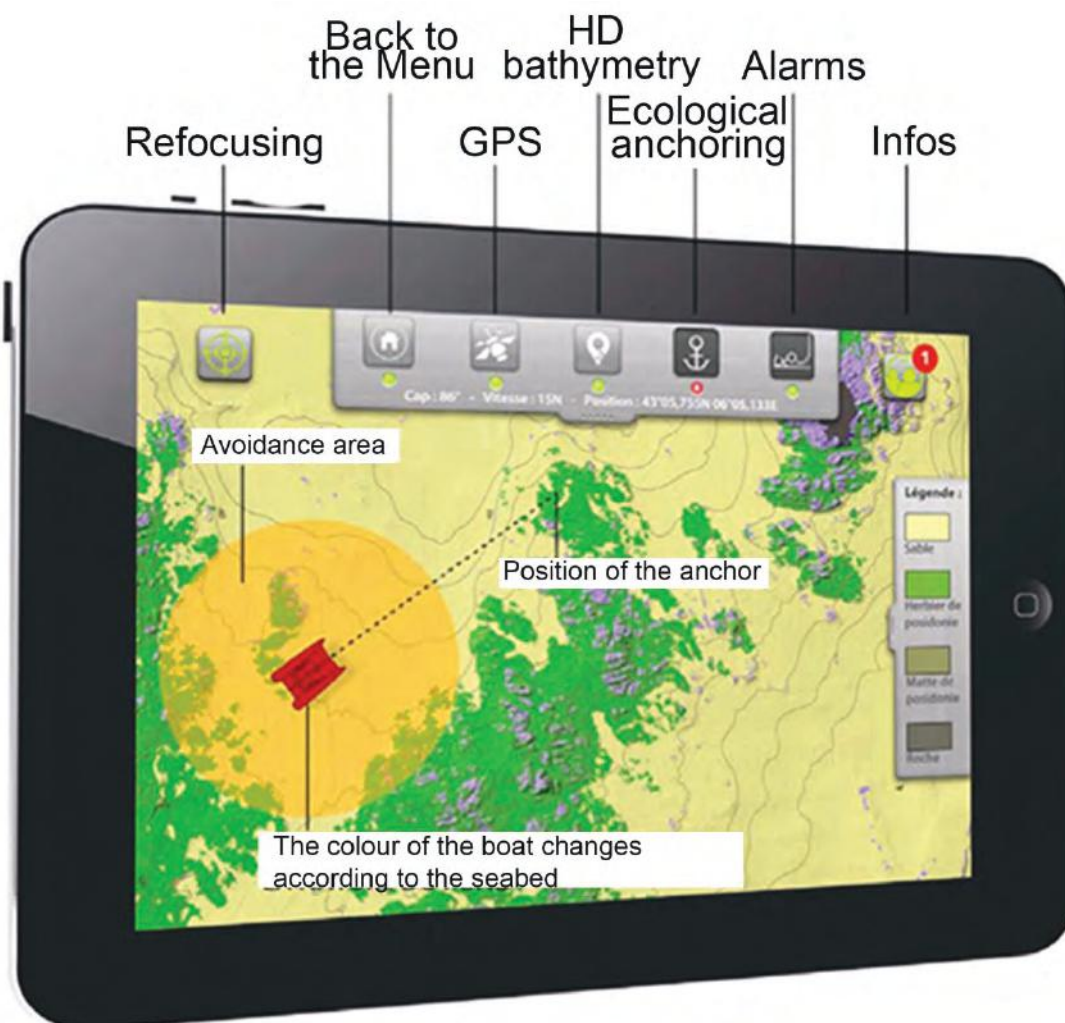 Back to
the Menu
HD
bathymetry
Alarms
Refocusing
GPS
Ecological
anchoring
Infos
1
Cap : 86° - Vitesse : 15N - Position : 43°05,755N 06°05,133E
Avoidance area
Légende :
Sable
Position of the anchor
Herbier de
posidonie
Matte de
posidonie
Roche
The colour of the boat changes
according to the seabed